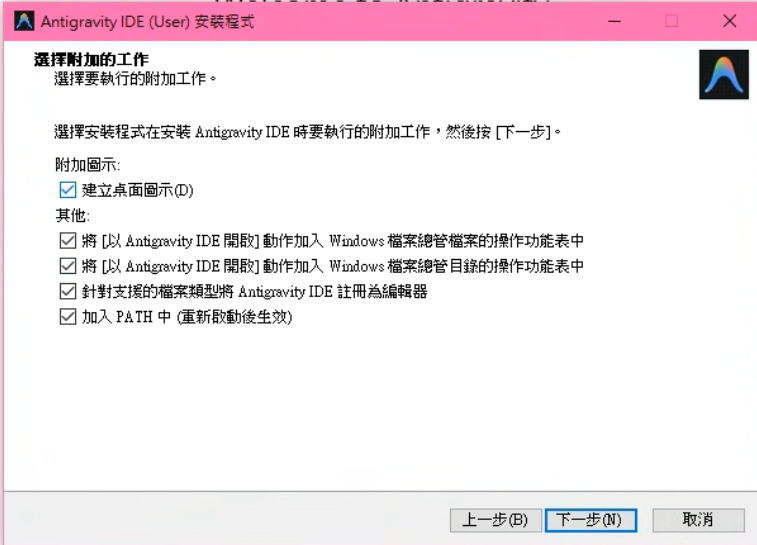 Antigravity IDE (User) 安裝程式
選擇附加的工作
選擇要執行的附加工作。
選擇安裝程式在安裝 Antigravity IDE 時要執行的附加工作，然後按 [下一步]。
附加圖示:
建立桌面圖示(D)
其他:
將 [以 Antigravity IDE 開啟] 動作加入 Windows 檔案總管檔案的操作功能表中
將 [以 Antigravity IDE 開啟] 動作加入 Windows 檔案總管目錄的操作功能表中
針對支援的檔案類型將 Antigravity IDE 註冊為編輯器
加入 PATH 中 (重新啟動後生效)
上一步(B) 下一步(N) 取消